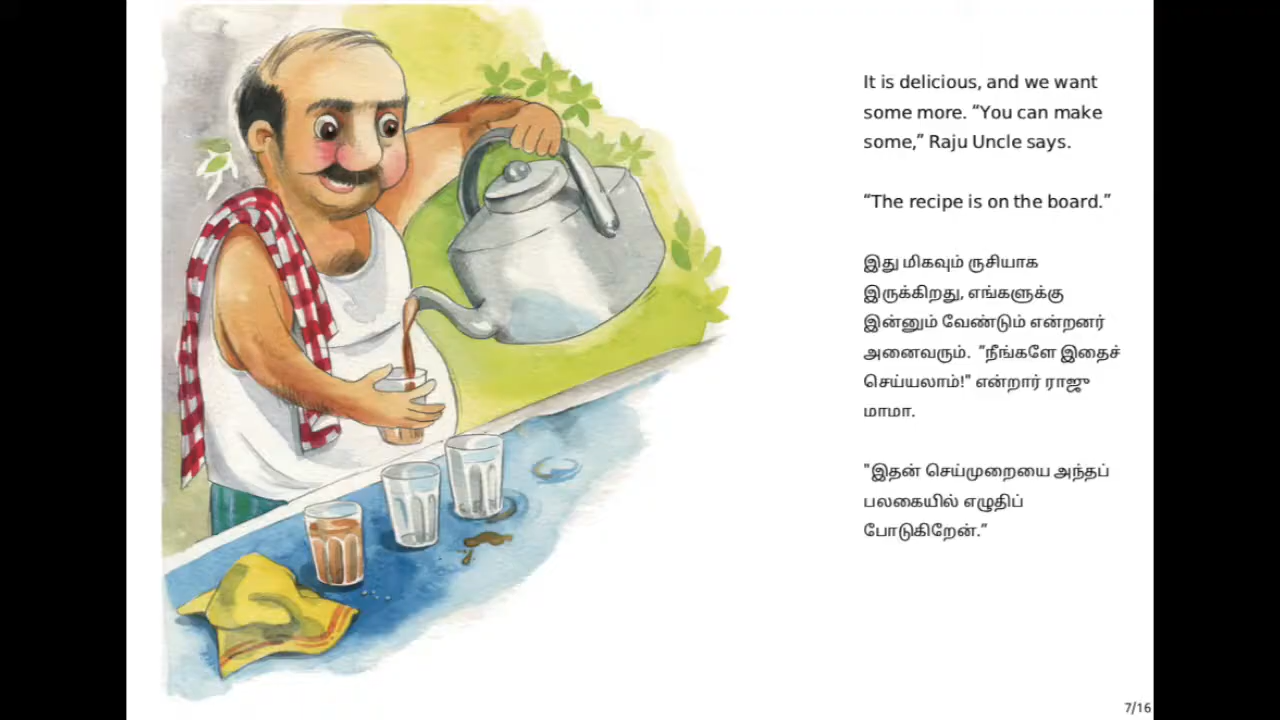 It is delicious, and we want
some more. “You can make
some,” Raju Uncle says.
“The recipe is on the board.”
இது மிகவும் ருசியாக
இருக்கிறது, எங்களுக்கு
இன்னும் வேண்டும் என்றனர்
அனைவரும். "நீங்களே இதைச்
செய்யலாம்!" என்றார் ராஜு
மாமா.
"இதன் செய்முறையை அந்தப்
பலகையில் எழுதிப்
போடுகிறேன்.”
7/16